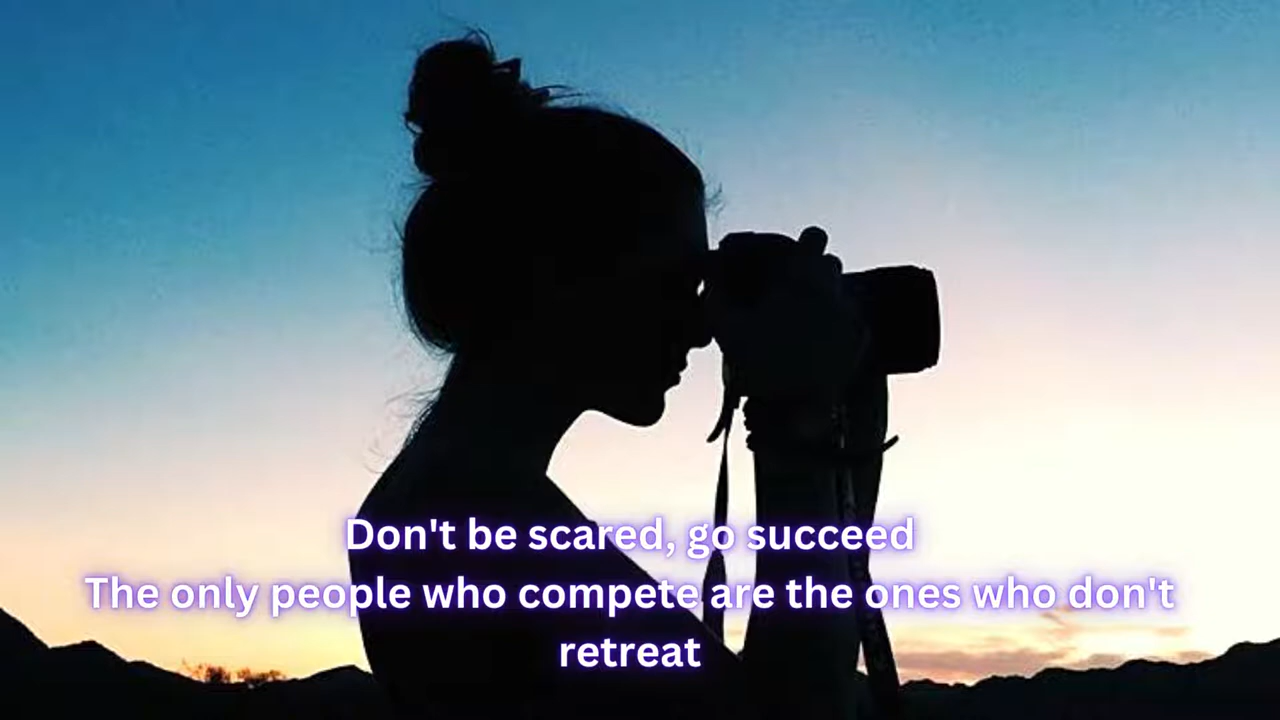 Don't be scared, go succeed
The only people who compete are the ones who don't
retreat